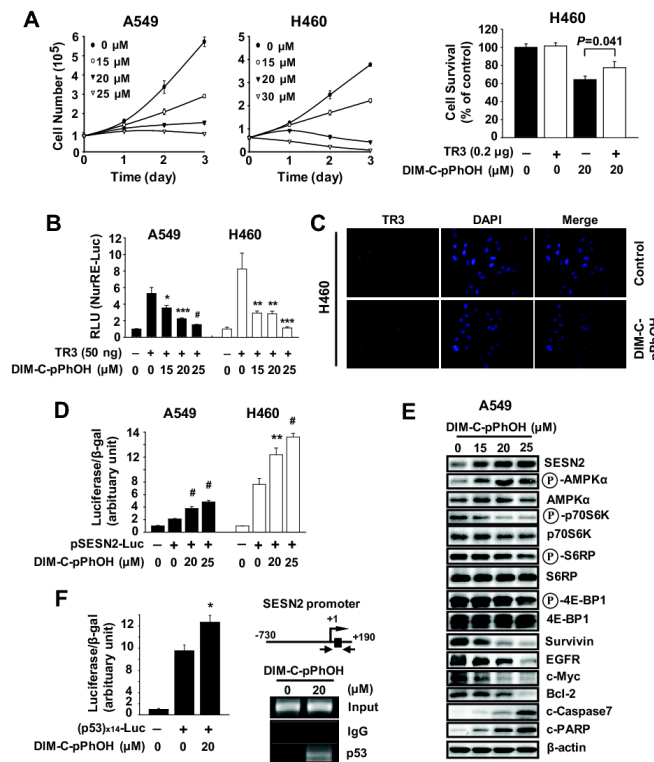 A
A549
Cell Number (10⁵)
6
5
4
3
2
1
0 μM
15 μM
20 μM
25 μM
0 1 2 3
Time (day)
H460
6
5
4
3
2
1
0
0 μM
15 μM
20 μM
30 μM
0 1 2 3
Time (day)
H460
Cell Survival
(% of control)
120
100
80
60
40
20
0
P=0.041
TR3 (0.2 μg) – + – +
DIM-C-pPhOH 0 0 20 20 (μM)
B
A549 H460
RLU (NurRE-Luc)
12
10
8
6
4
2
0
* *** # ** ** ***
TR3 (50 ng) – + + + + – + + + +
DIM-C-pPhOH (μM) 0 0 15 20 25 0 0 15 20 25
C
TR3 DAPI Merge
H460
Control
DIM-C-
pPhOH
D
A549 H460
Luciferase/β-gal
(arbituary unit)
15
12
9
6
3
0
# # ** #
pSESN2-Luc – + + + – + + +
DIM-C-pPhOH (μM) 0 0 20 25 0 0 20 25
E
A549
DIM-C-pPhOH (μM)
0 15 20 25
SESN2
Ⓟ-AMPKα
AMPKα
Ⓟ-p70S6K
p70S6K
Ⓟ-S6RP
S6RP
Ⓟ-4E-BP1
4E-BP1
Survivin
EGFR
c-Myc
Bcl-2
c-Caspase7
c-PARP
β-actin
F
Luciferase/β-gal
(arbituary unit)
12
10
8
6
4
2
0
*
(p53)x14-Luc – + +
DIM-C-pPhOH (μM) 0 0 20
SESN2 promoter
+1
-730 +190
DIM-C-pPhOH
0 20 (μM)
Input
IgG
p53